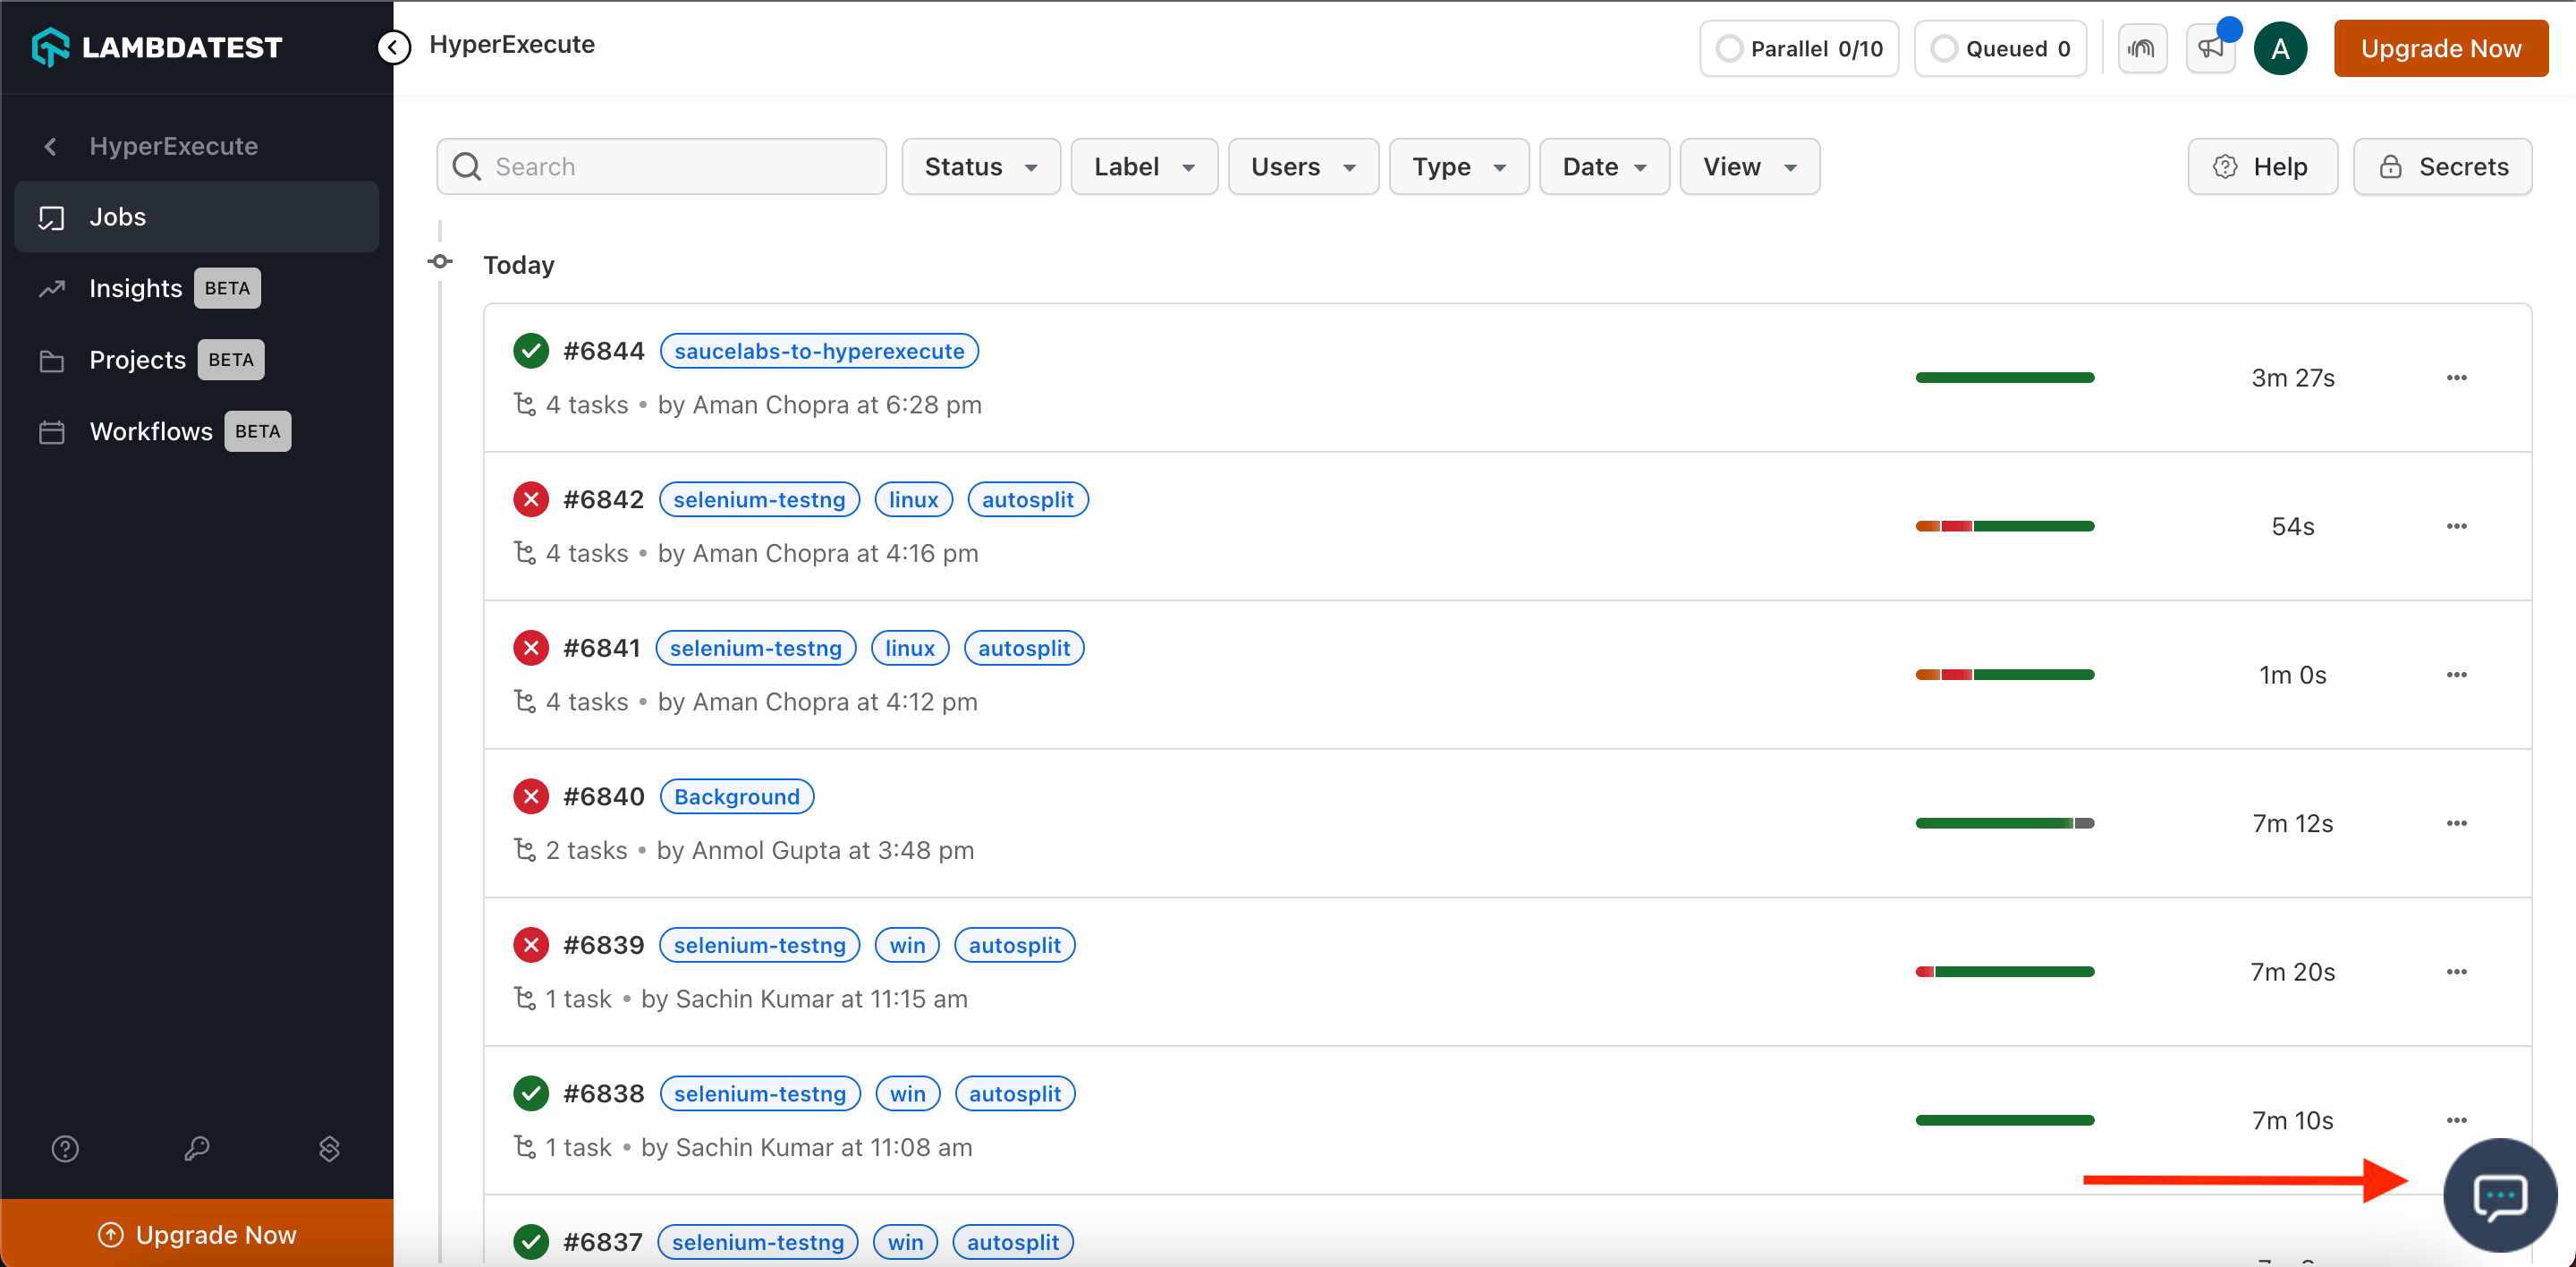 LAMBDATEST
HyperExecute
Parallel 0/10
Queued 0
A
Upgrade Now
HyperExecute
Jobs
Insights BETA
Projects BETA
Workflows BETA
Upgrade Now
Search
Status
Label
Users
Type
Date
View
Help
Secrets
Today
#6844 saucelabs-to-hyperexecute
4 tasks • by Aman Chopra at 6:28 pm
3m 27s
#6842 selenium-testng linux autosplit
4 tasks • by Aman Chopra at 4:16 pm
54s
#6841 selenium-testng linux autosplit
4 tasks • by Aman Chopra at 4:12 pm
1m 0s
#6840 Background
2 tasks • by Anmol Gupta at 3:48 pm
7m 12s
#6839 selenium-testng win autosplit
1 task • by Sachin Kumar at 11:15 am
7m 20s
#6838 selenium-testng win autosplit
1 task • by Sachin Kumar at 11:08 am
7m 10s
#6837 selenium-testng win autosplit